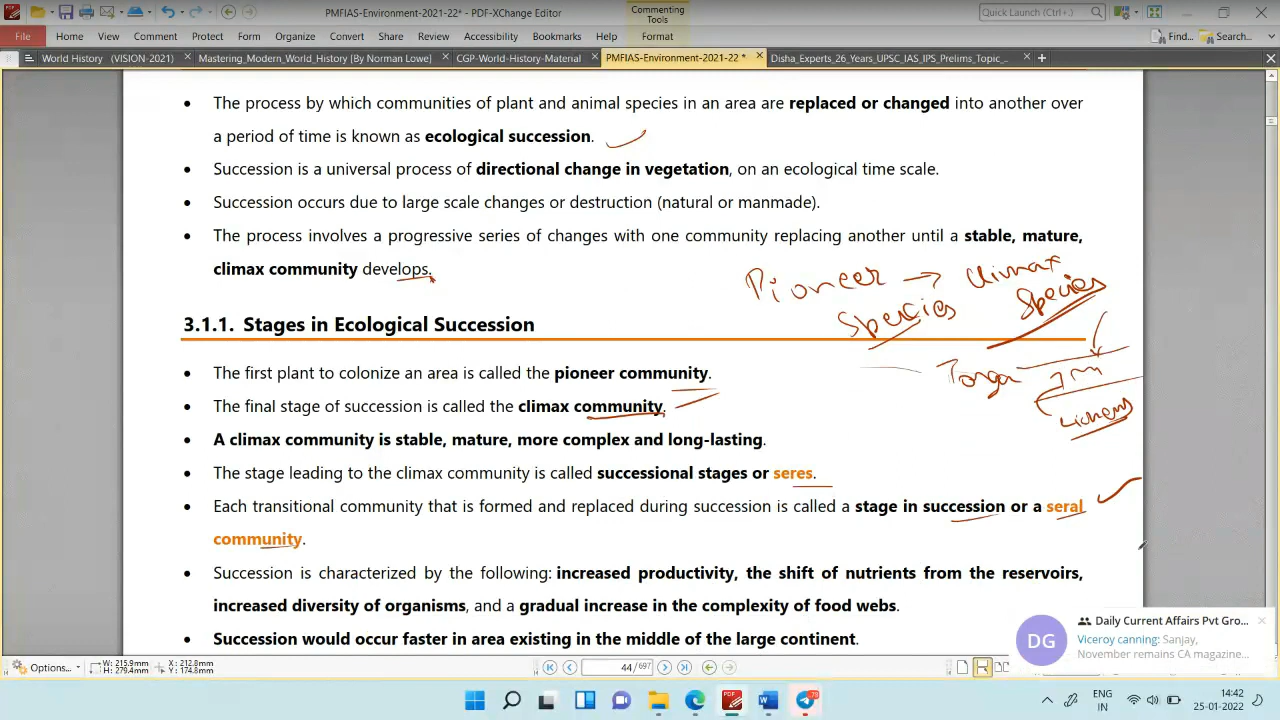 PMFIAS-Environment-2021-22* - PDF-XChange Editor
Commenting Tools
Quick Launch (Ctrl+.)
File Home View Comment Protect Form Organize Convert Share Review Accessibility Bookmarks Help Format Find... Search...
World History (VISION-2021) Mastering_Modern_World_History [By Norman Lowe] CGP-World-History-Material PMFIAS-Environment-2021-22 * Disha_Experts_26_Years_UPSC_IAS_IPS_Prelims_Topic_...
• The process by which communities of plant and animal species in an area are replaced or changed into another over
a period of time is known as ecological succession.
• Succession is a universal process of directional change in vegetation, on an ecological time scale.
• Succession occurs due to large scale changes or destruction (natural or manmade).
• The process involves a progressive series of changes with one community replacing another until a stable, mature,
climax community develops.
Pioneer → Climax
Species Species
3.1.1. Stages in Ecological Succession
• The first plant to colonize an area is called the pioneer community.
Tonga
Lichens
• The final stage of succession is called the climax community.
• A climax community is stable, mature, more complex and long-lasting.
• The stage leading to the climax community is called successional stages or seres.
• Each transitional community that is formed and replaced during succession is called a stage in succession or a seral
community.
• Succession is characterized by the following: increased productivity, the shift of nutrients from the reservoirs,
increased diversity of organisms, and a gradual increase in the complexity of food webs.
• Succession would occur faster in area existing in the middle of the large continent.
DG
Daily Current Affairs Pvt Gro...
Viceroy canning: Sanjay,
November remains CA magazine...
Options... W: 215.9mm H: 279.4mm X: 212.8mm Y: 174.8mm 44 / 697
ENG IN 14:42 25-01-2022